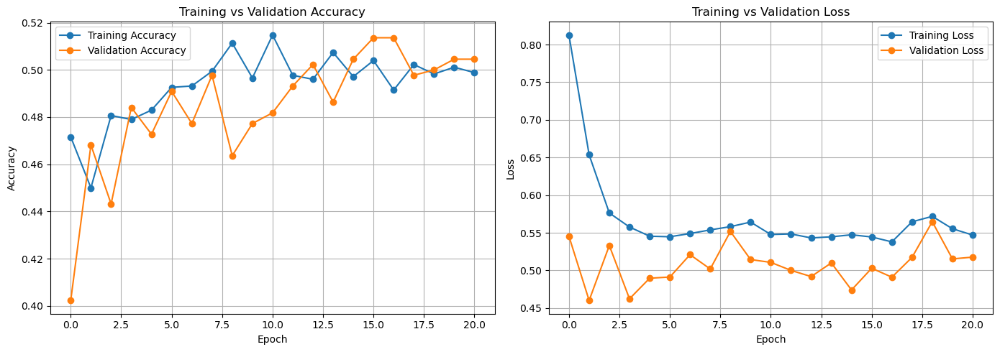 Training vs Validation Accuracy
Training Accuracy
Validation Accuracy
0.52
0.50
0.48
0.46
0.44
0.42
0.40
Accuracy
0.0 2.5 5.0 7.5 10.0 12.5 15.0 17.5 20.0
Epoch
Training vs Validation Loss
Training Loss
Validation Loss
0.80
0.75
0.70
0.65
0.60
0.55
0.50
0.45
Loss
0.0 2.5 5.0 7.5 10.0 12.5 15.0 17.5 20.0
Epoch